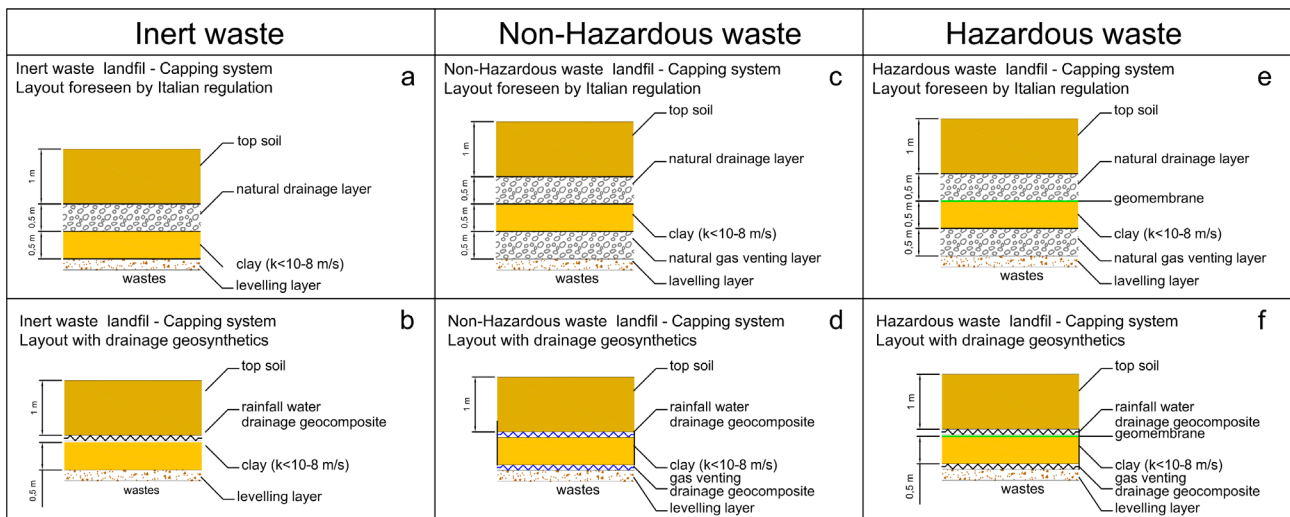 Inert waste
Non-Hazardous waste
Hazardous waste
Inert waste landfil - Capping system
Layout foreseen by Italian regulation
a
top soil
natural drainage layer
clay (k<10-8 m/s)
levelling layer
wastes
1 m
0,5 m
0,5 m
Non-Hazardous waste landfil - Capping system
Layout foreseen by Italian regulation
c
top soil
natural drainage layer
clay (k<10-8 m/s)
natural gas venting layer
lavelling layer
wastes
1 m
0,5 m
0,5 m
0,5 m
Hazardous waste landfil - Capping system
Layout foreseen by Italian regulation
e
top soil
natural drainage layer
geomembrane
clay (k<10-8 m/s)
natural gas venting layer
lavelling layer
wastes
1 m
0,5 m
0,5 m
0,5 m
Inert waste landfil - Capping system
Layout with drainage geosynthetics
b
top soil
rainfall water
drainage geocomposite
clay (k<10-8 m/s)
levelling layer
wastes
1 m
0,5 m
Non-Hazardous waste landfil - Capping system
Layout with drainage geosynthetics
d
top soil
rainfall water
drainage geocomposite
clay (k<10-8 m/s)
gas venting
drainage geocomposite
levelling layer
wastes
1 m
Hazardous waste landfil - Capping system
Layout with drainage geosynthetics
f
top soil
rainfall water
drainage geocomposite
geomembrane
clay (k<10-8 m/s)
gas venting
drainage geocomposite
levelling layer
wastes
1 m
0,5 m